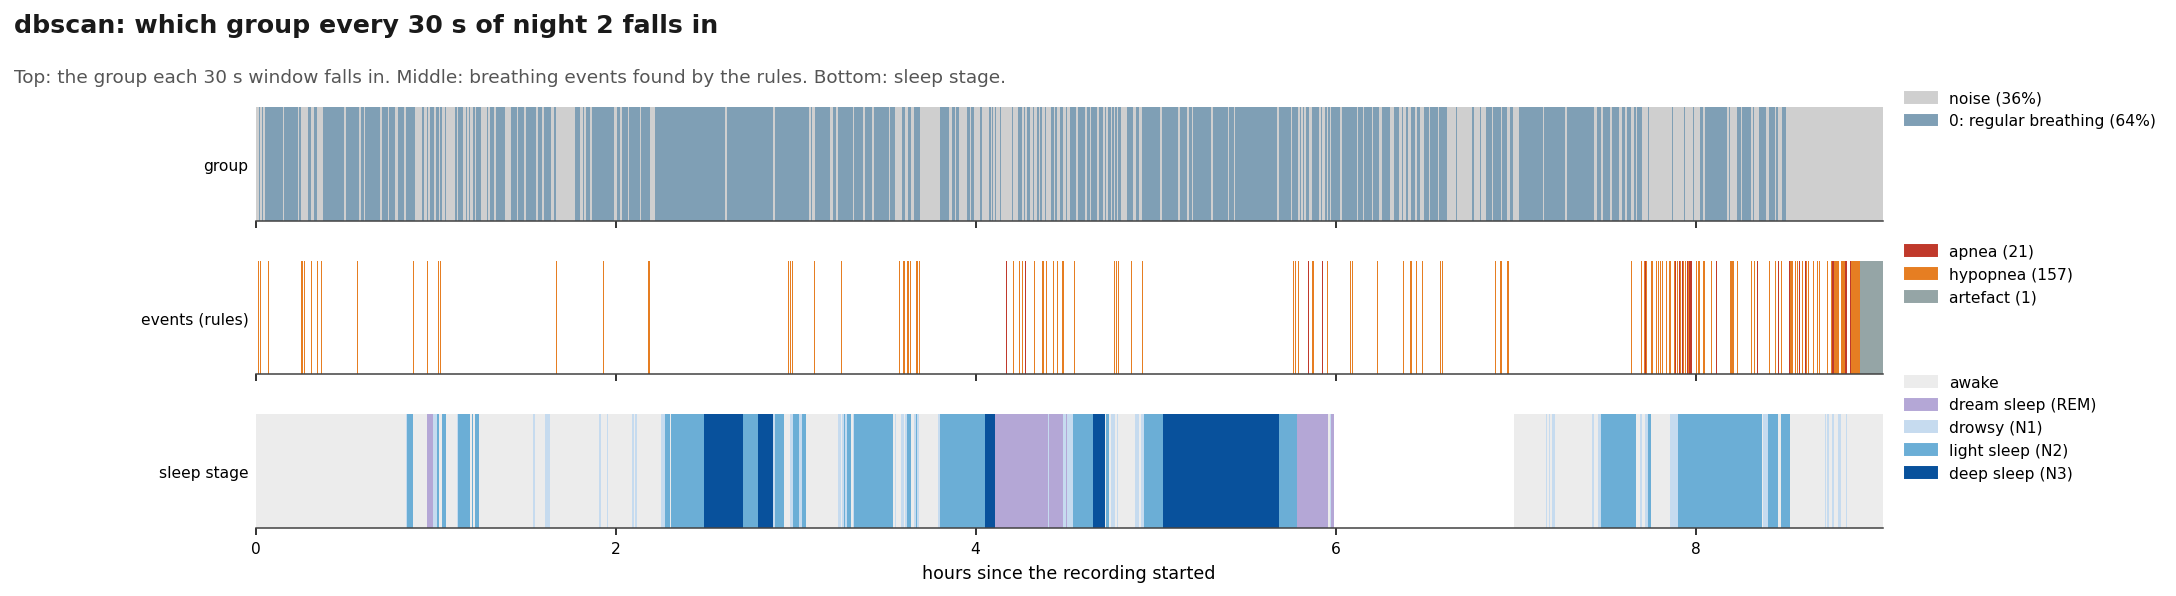 dbscan: which group every 30 s of night 2 falls in
Top: the group each 30 s window falls in. Middle: breathing events found by the rules. Bottom: sleep stage.
group
noise (36%)
0: regular breathing (64%)
events (rules)
apnea (21)
hypopnea (157)
artefact (1)
sleep stage
awake
dream sleep (REM)
drowsy (N1)
light sleep (N2)
deep sleep (N3)
0 2 4 6 8
hours since the recording started